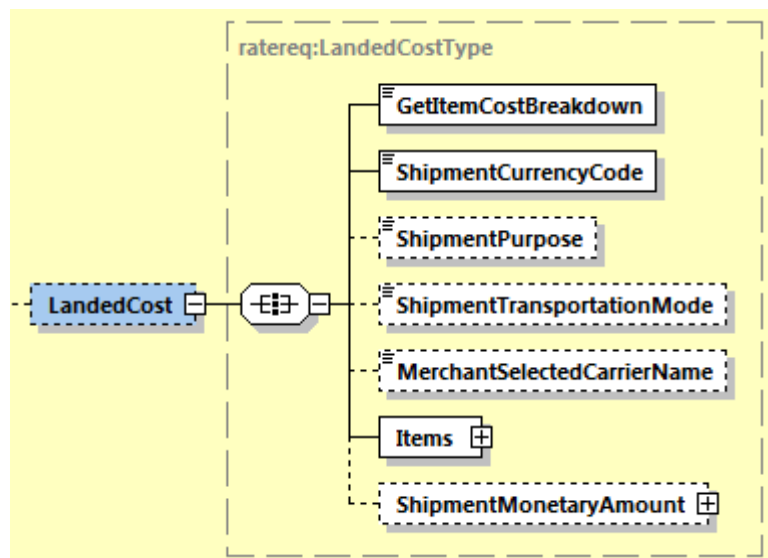 ratereq:LandedCostType
GetItemCostBreakdown
ShipmentCurrencyCode
ShipmentPurpose
LandedCost
ShipmentTransportationMode
MerchantSelectedCarrierName
Items
ShipmentMonetaryAmount